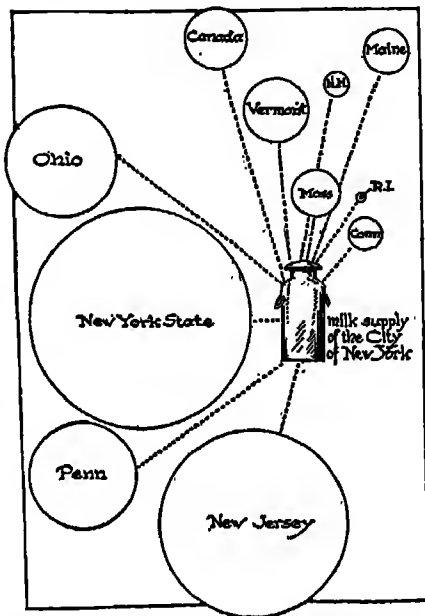 Canada
Maine
N.H.
Vermont
Ohio
Mass
R.I.
Conn
New York State
milk supply
of the City
of New York
Penn
New Jersey